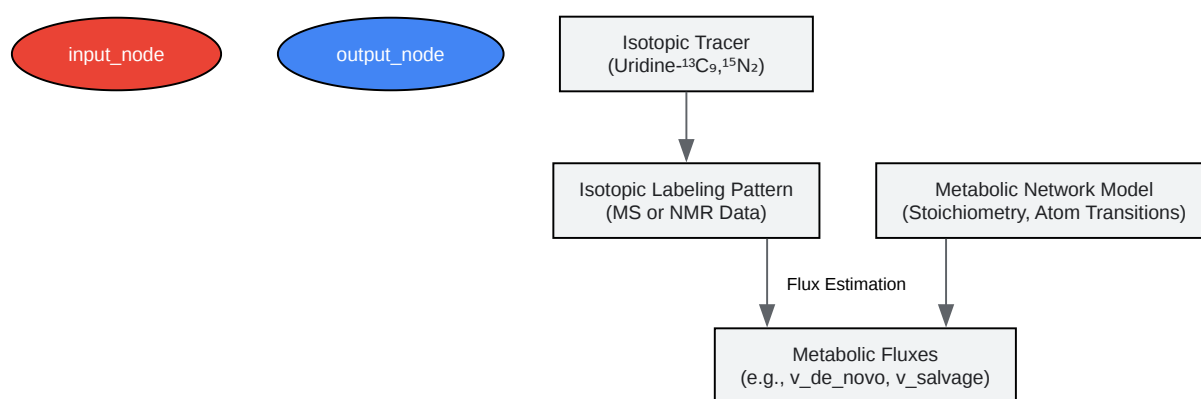 input_node
output_node
Isotopic Tracer
(Uridine-¹³C₉,¹⁵N₂)
Isotopic Labeling Pattern
(MS or NMR Data)
Metabolic Network Model
(Stoichiometry, Atom Transitions)
Flux Estimation
Metabolic Fluxes
(e.g., v_de_novo, v_salvage)